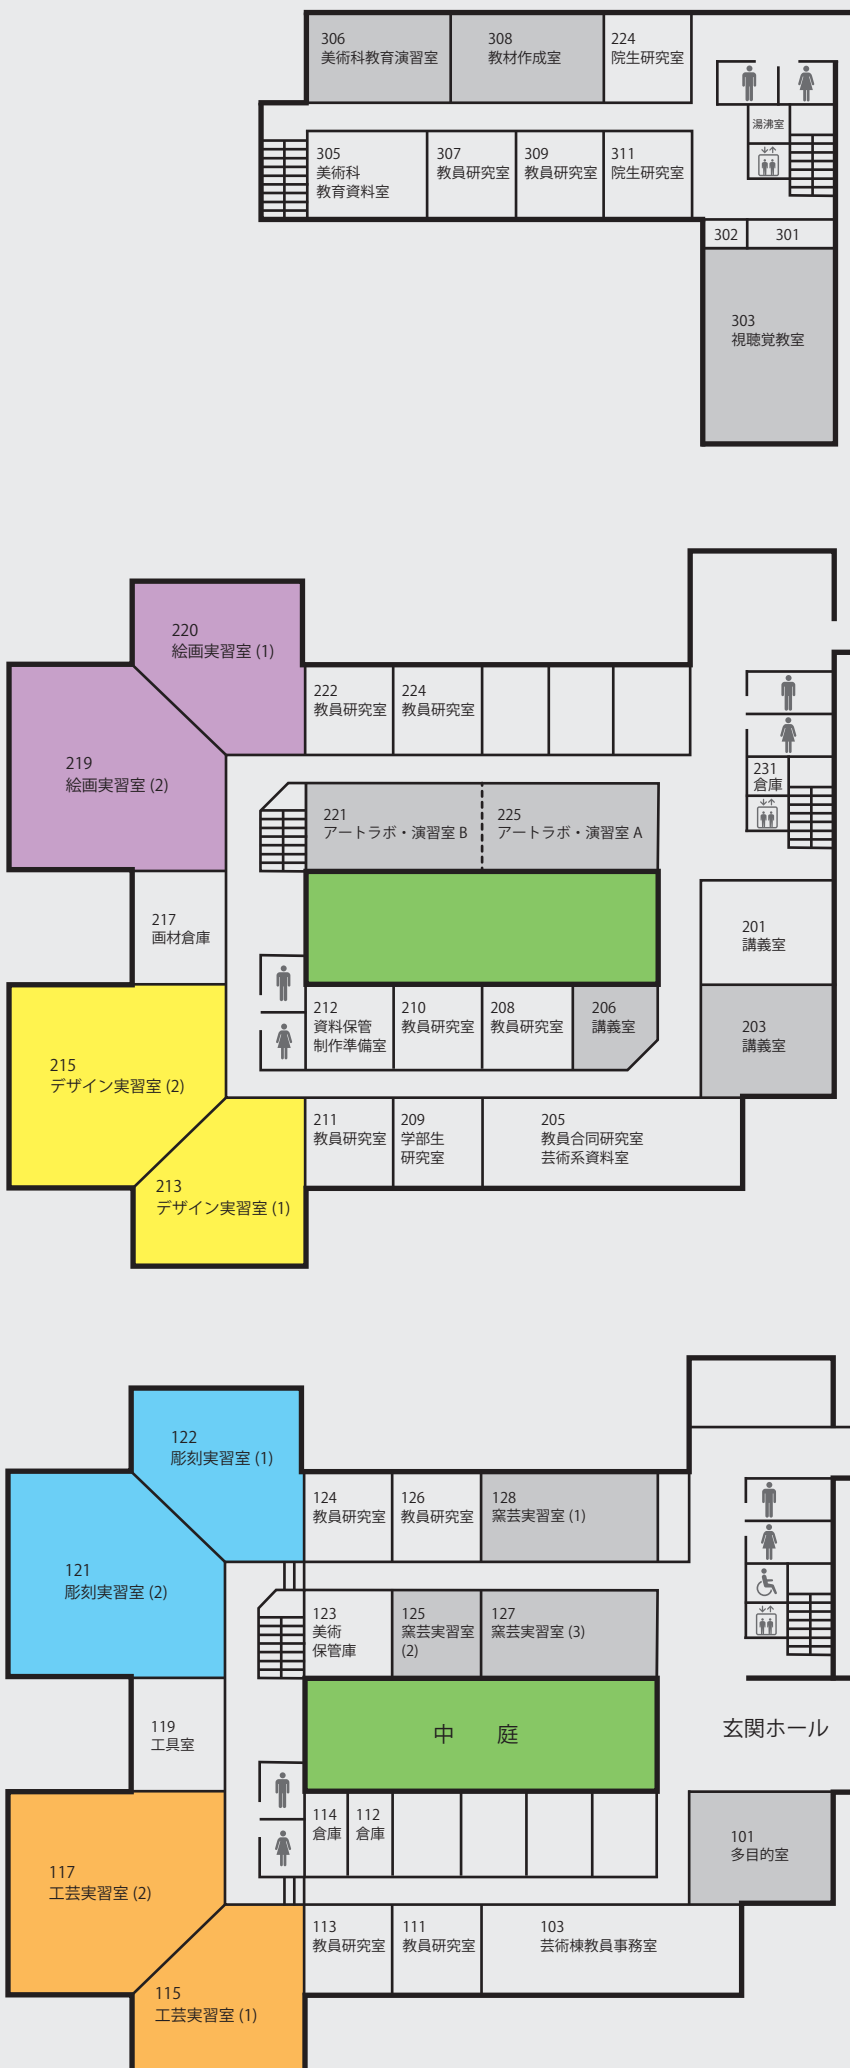 306
美術科教育演習室
308
教材作成室
224
院生研究室
湯沸室
305
美術科
教育資料室
307
教員研究室
309
教員研究室
311
院生研究室
302
301
303
視聴覚教室
220
絵画実習室 (1)
219
絵画実習室 (2)
222
教員研究室
224
教員研究室
231
倉庫
221
アートラボ・演習室 B
225
アートラボ・演習室 A
217
画材倉庫
201
講義室
212
資料保管
制作準備室
210
教員研究室
208
教員研究室
206
講義室
203
講義室
215
デザイン実習室 (2)
213
デザイン実習室 (1)
211
教員研究室
209
学部生
研究室
205
教員合同研究室
芸術系資料室
122
彫刻実習室 (1)
121
彫刻実習室 (2)
124
教員研究室
126
教員研究室
128
窯芸実習室 (1)
123
美術
保管庫
125
窯芸実習室
(2)
127
窯芸実習室 (3)
119
工具室
中 庭
玄関ホール
114
倉庫
112
倉庫
101
多目的室
117
工芸実習室 (2)
115
工芸実習室 (1)
113
教員研究室
111
教員研究室
103
芸術棟教員事務室